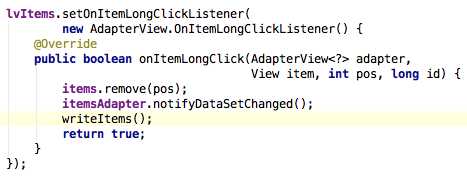 lvItems.setOnItemLongClickListener(
        new AdapterView.OnItemLongClickListener() {
    @Override
    public boolean onItemLongClick(AdapterView<?> adapter,
                                   View item, int pos, long id) {
        items.remove(pos);
        itemsAdapter.notifyDataSetChanged();
        writeItems();
        return true;
    }
});